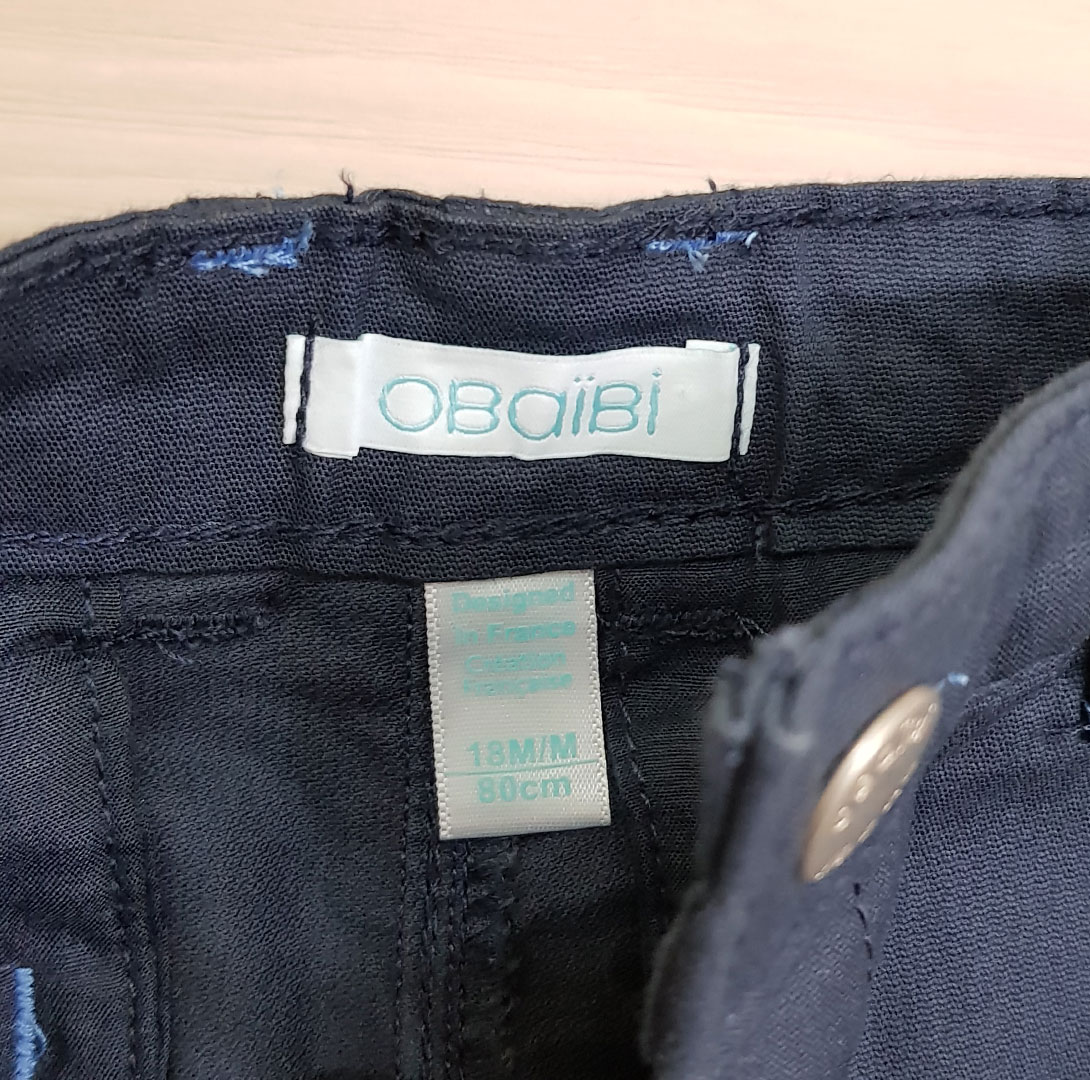 OBaïBi
Designed
in France
Création
Française
18M/M
80cm